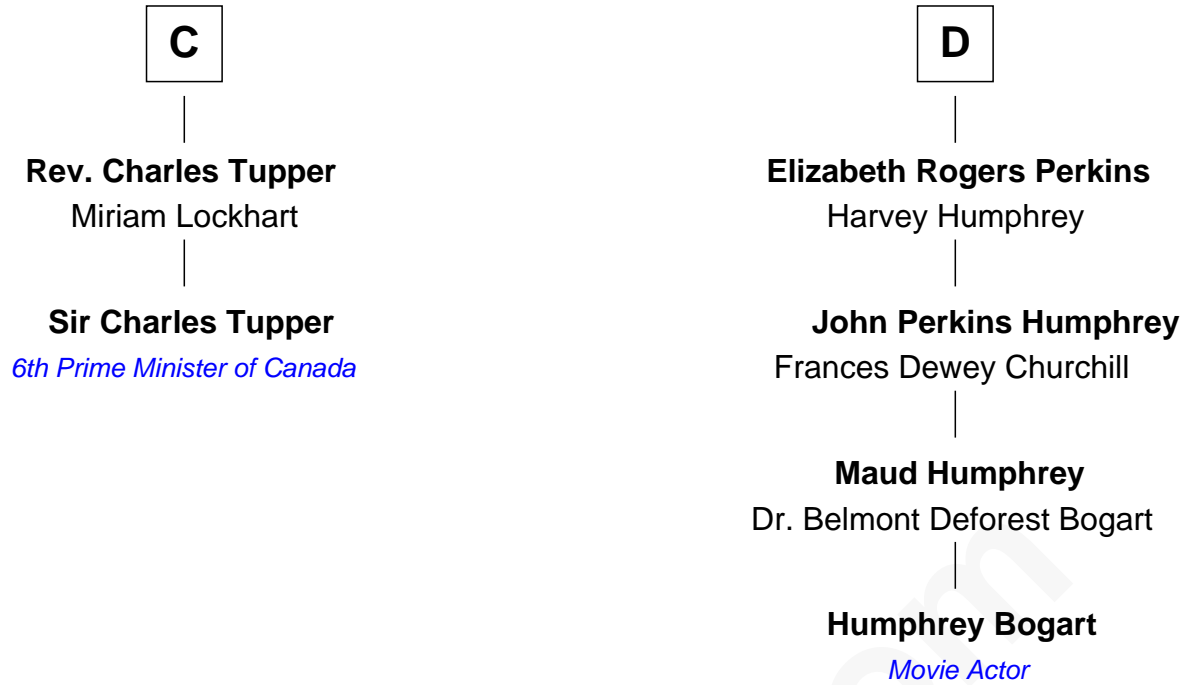 C
Rev. Charles Tupper
Miriam Lockhart
Sir Charles Tupper
6th Prime Minister of Canada
D
Elizabeth Rogers Perkins
Harvey Humphrey
John Perkins Humphrey
Frances Dewey Churchill
Maud Humphrey
Dr. Belmont Deforest Bogart
Humphrey Bogart
Movie Actor